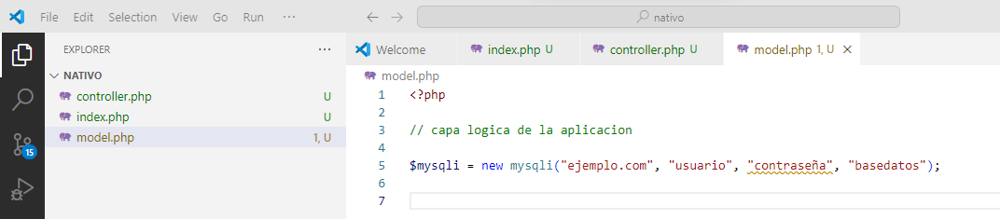 File Edit Selection View Go Run ··· ← → nativo
EXPLORER ··· Welcome index.php U controller.php U model.php 1, U ×
NATIVO model.php
controller.php U
index.php U
model.php 1, U
15
1 <?php
2
3 // capa logica de la aplicacion
4
5 $mysqli = new mysqli("ejemplo.com", "usuario", "contraseña", "basedatos");
6
7